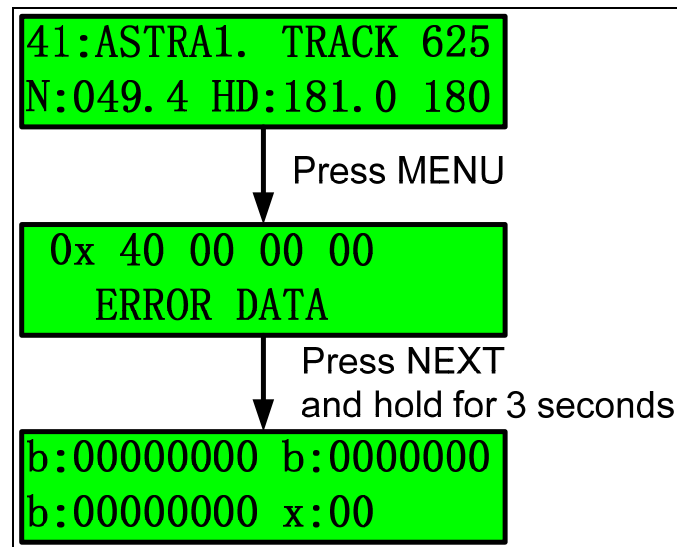 41:ASTRA1. TRACK 625
N:049.4 HD:181.0 180
Press MENU
0x 40 00 00 00
ERROR DATA
Press NEXT
and hold for 3 seconds
b:00000000 b:0000000
b:00000000 x:00